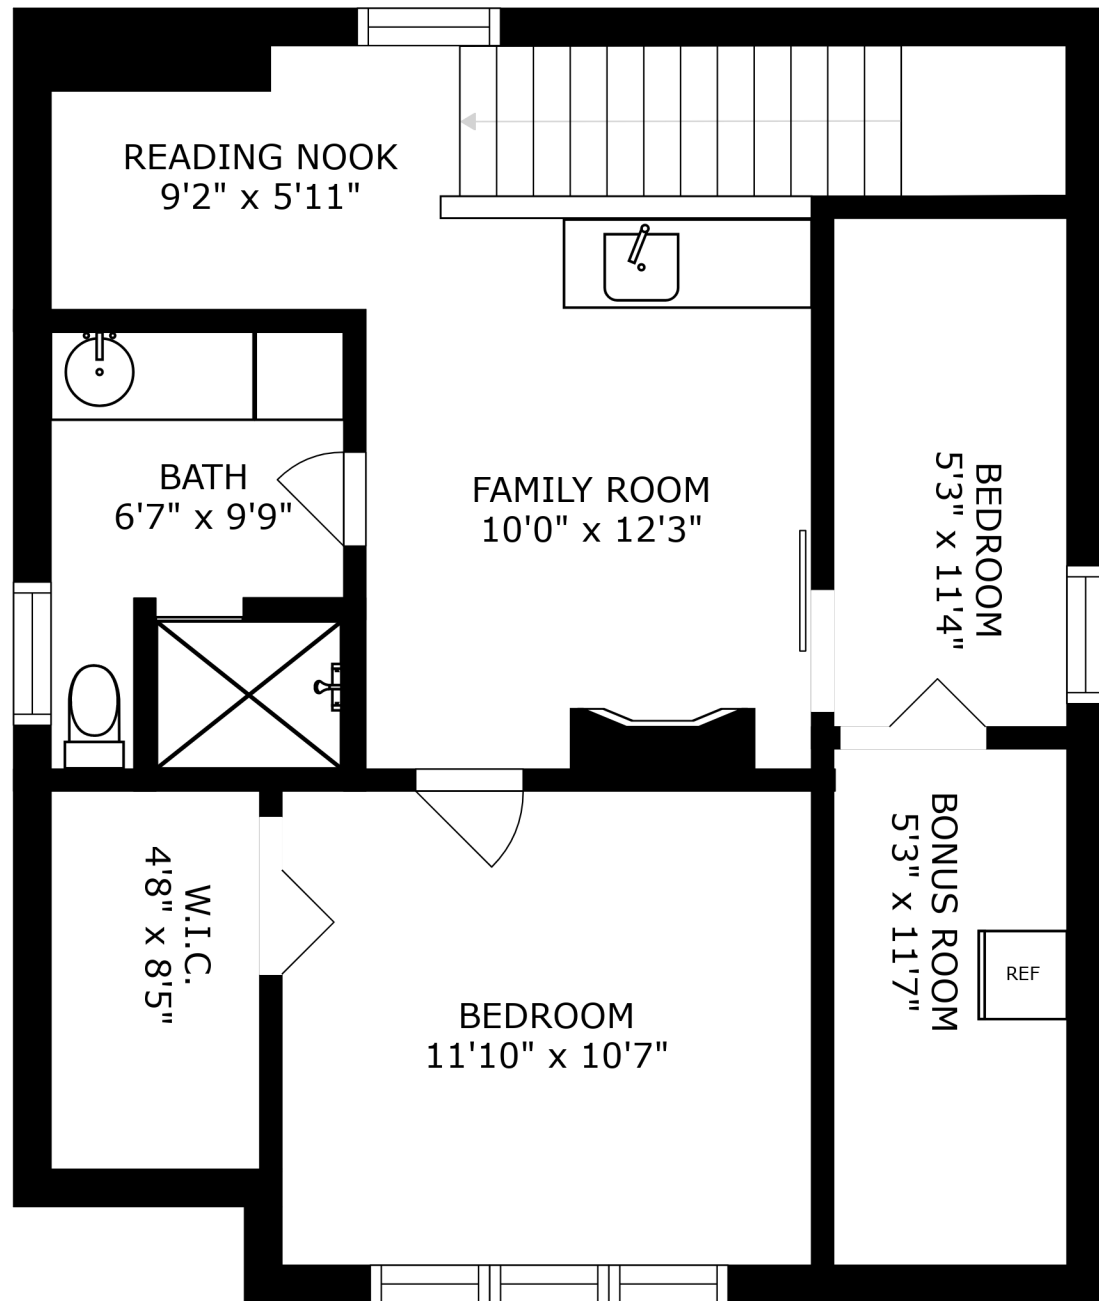 READING NOOK
9'2" x 5'11"
BATH
6'7" x 9'9"
FAMILY ROOM
10'0" x 12'3"
BEDROOM
5'3" x 11'4"
W.I.C.
4'8" x 8'5"
BEDROOM
11'10" x 10'7"
BONUS ROOM
5'3" x 11'7"
REF